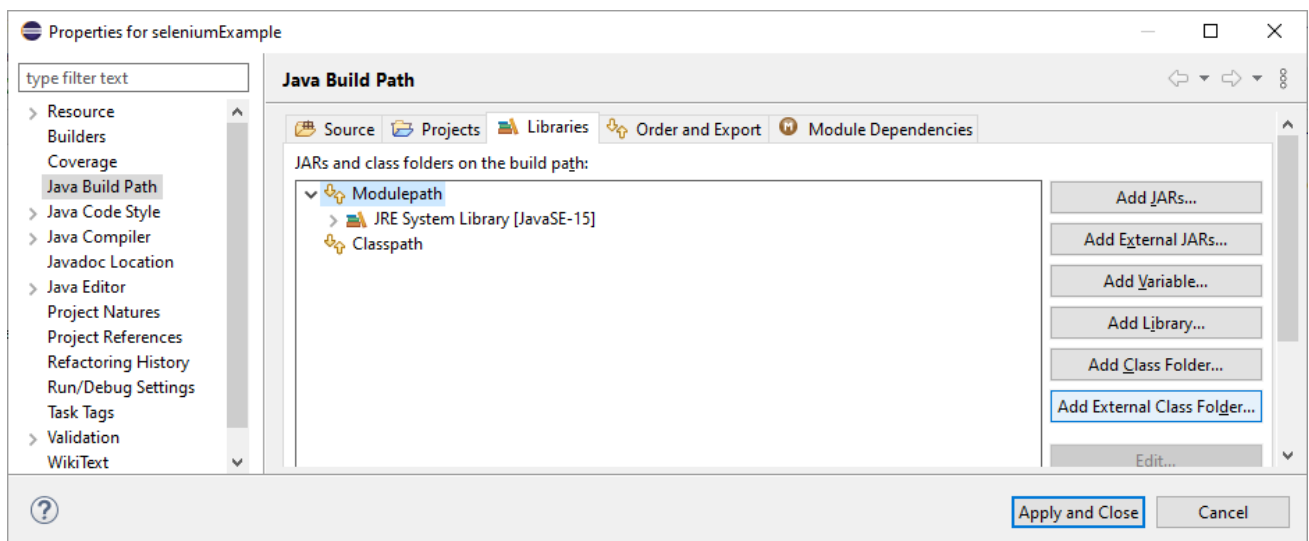 Properties for seleniumExample
type filter text
Java Build Path
Resource
Builders
Coverage
Java Build Path
Java Code Style
Java Compiler
Javadoc Location
Java Editor
Project Natures
Project References
Refactoring History
Run/Debug Settings
Task Tags
Validation
WikiText
Source Projects Libraries Order and Export Module Dependencies
JARs and class folders on the build path:
Modulepath
JRE System Library [JavaSE-15]
Classpath
Add JARs...
Add External JARs...
Add Variable...
Add Library...
Add Class Folder...
Add External Class Folder...
Edit...
Apply and Close Cancel